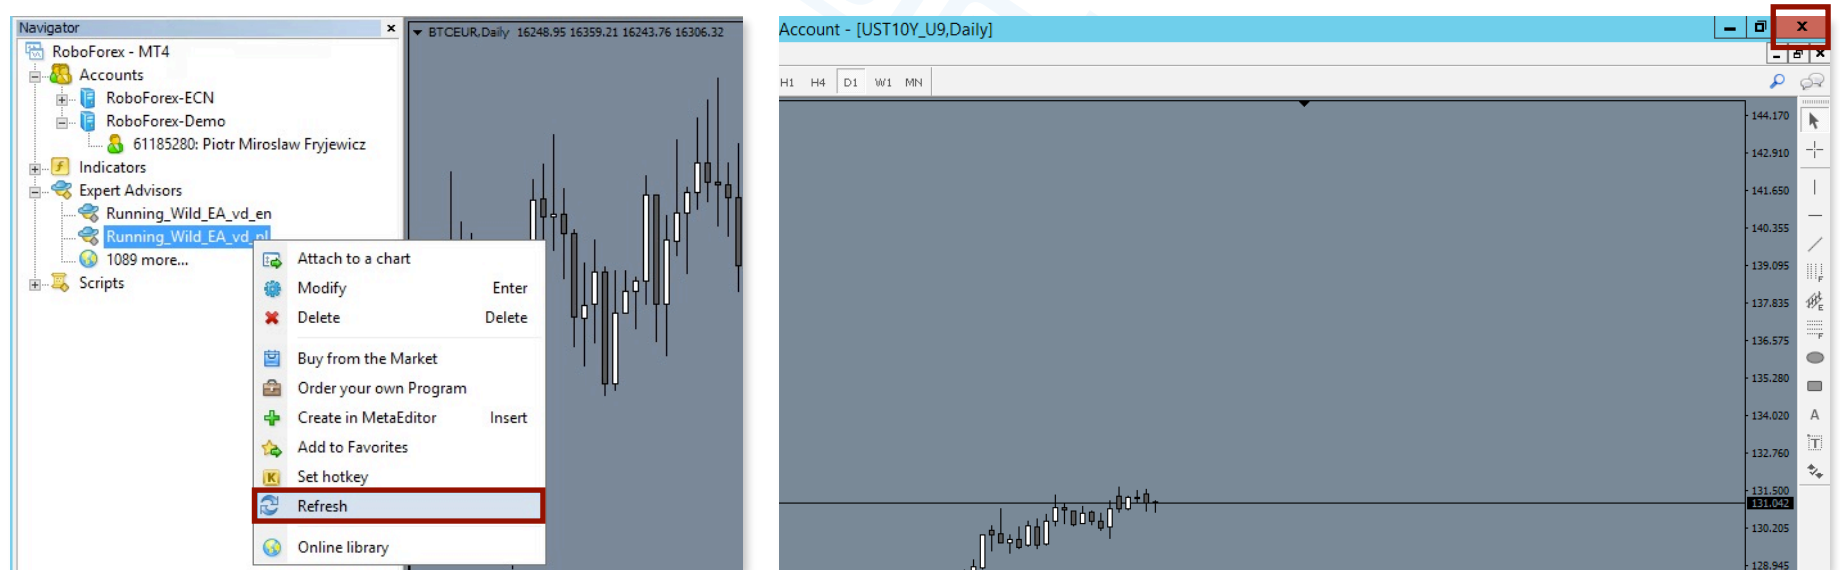 Navigator
RoboForex - MT4
Accounts
RoboForex-ECN
RoboForex-Demo
61185280: Piotr Miroslaw Fryjewicz
Indicators
Expert Advisors
Running_Wild_EA_vd_en
Running_Wild_EA_vd_pl
1089 more...
Scripts
Attach to a chart
Modify Enter
Delete Delete
Buy from the Market
Order your own Program
Create in MetaEditor Insert
Add to Favorites
Set hotkey
Refresh
Online library
BTCEUR,Daily 16248.95 16359.21 16243.76 16306.32
Account - [UST10Y_U9,Daily]
H1 H4 D1 W1 MN
144.170
142.910
141.650
140.355
139.095
137.835
136.575
135.280
134.020
132.760
131.500
131.042
130.205
128.945
F
E
F
A
T